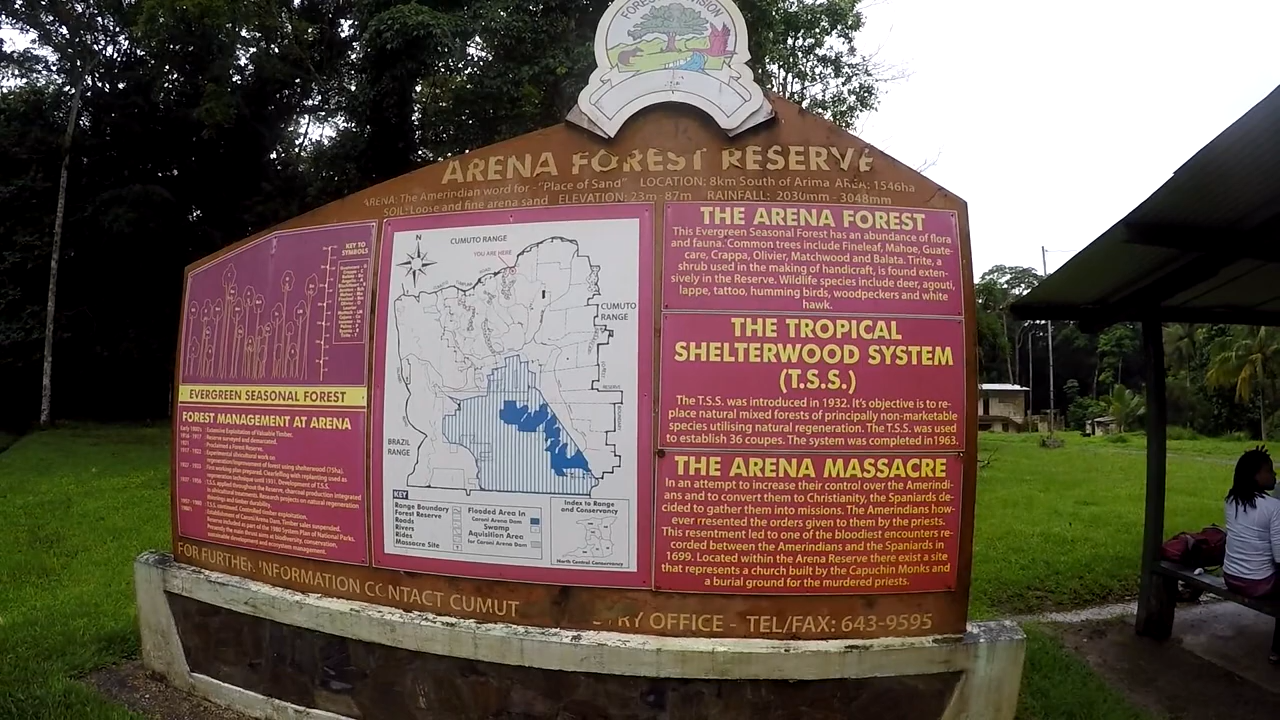 FOREST DIVISION
ARENA FOREST RESERVE
ARENA: The Amerindian word for - "Place of Sand" LOCATION: 8km South of Arima AREA: 1546ha
SOIL: Loose and fine arena sand ELEVATION: 23m - 87m RAINFALL: 2030mm - 3048mm
KEY TO
SYMBOLS
EVERGREEN SEASONAL FOREST
FOREST MANAGEMENT AT ARENA
Extensive Exploitation of Valuable Timber.
Reserve surveyed and demarcated.
Proclaimed a Forest Reserve.
N
CUMUTO RANGE
YOU ARE HERE
CUMUTO
RANGE
BRAZIL
RANGE
KEY
Range Boundary
Forest Reserve
Roads
Rivers
Rides
Massacre Site
Flooded Area in
Caroni Arena Dam
Swamp
Aquisition Area
for Caroni Arena Dam
Index to Range
and Conservancy
North Central Conservancy
THE ARENA FOREST
This Evergreen Seasonal Forest has an abundance of flora
and fauna. Common trees include Fineleaf, Mahoe, Guate-
care, Crappa, Olivier, Matchwood and Balata. Tirite, a
shrub used in the making of handicraft, is found exten-
sively in the Reserve. Wildlife species include deer, agouti,
lappe, tattoo, humming birds, woodpeckers and white
hawk.
THE TROPICAL
SHELTERWOOD SYSTEM
(T.S.S.)
The T.S.S. was introduced in 1932. It's objective is to re-
place natural mixed forests of principally non-marketable
species utilising natural regeneration. The T.S.S. was used
to establish 36 coupes. The system was completed in 1963.
THE ARENA MASSACRE
In an attempt to increase their control over the Amerindi-
ans and to convert them to Christianity, the Spaniards de-
cided to gather them into missions. The Amerindians how-
ever rresented the orders given to them by the priests.
This resentment led to one of the bloodiest encounters re-
corded between the Amerindians and the Spaniards in
1699. Located within the Arena Reserve there exist a site
that represents a church built by the Capuchin Monks and
a burial ground for the murdered priests.
FOR FURTHER INFORMATION CONTACT CUMUT RY OFFICE - TEL/FAX: 643-9595